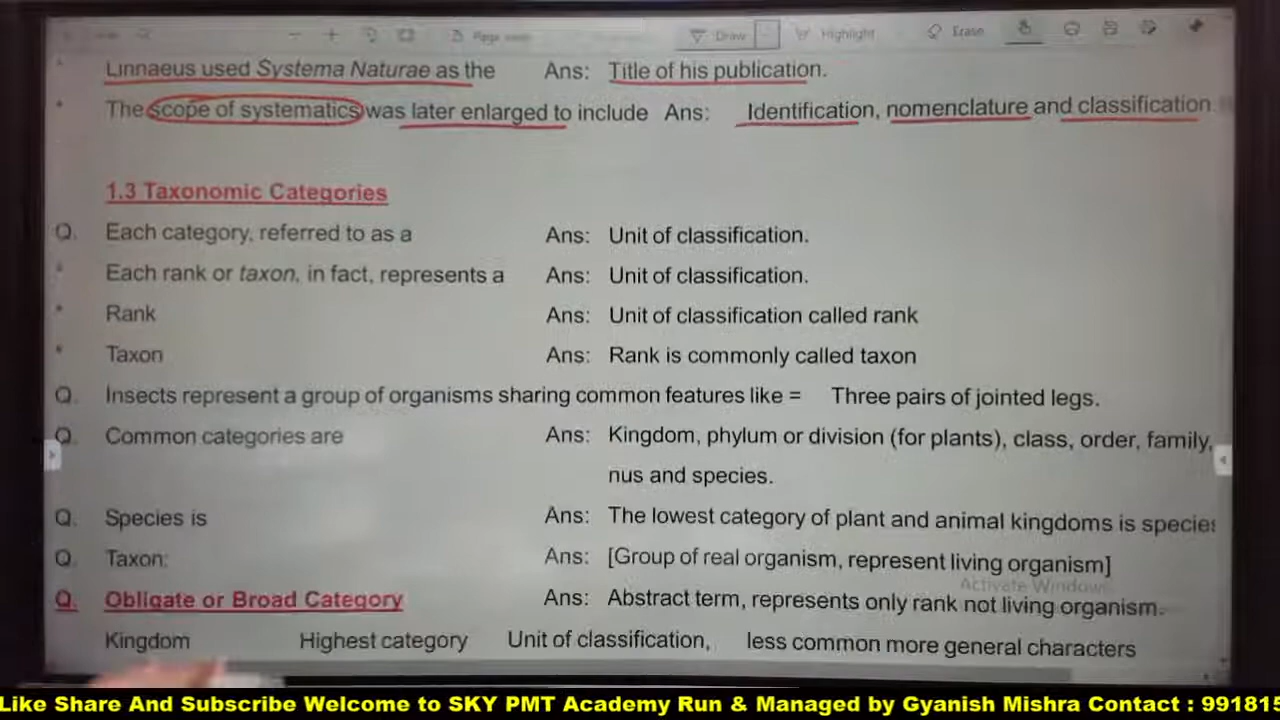 Page view Draw Highlight Erase
Linnaeus used Systema Naturae as the Ans: Title of his publication.
* The scope of systematics was later enlarged to include Ans: Identification, nomenclature and classification
1.3 Taxonomic Categories
Q. Each category, referred to as a Ans: Unit of classification.
* Each rank or taxon, in fact, represents a Ans: Unit of classification.
* Rank Ans: Unit of classification called rank
* Taxon Ans: Rank is commonly called taxon
Q. Insects represent a group of organisms sharing common features like = Three pairs of jointed legs.
Q. Common categories are Ans: Kingdom, phylum or division (for plants), class, order, family,
nus and species.
Q. Species is Ans: The lowest category of plant and animal kingdoms is species
Q. Taxon: Ans: [Group of real organism, represent living organism]
Activate Windows
Q. Obligate or Broad Category Ans: Abstract term, represents only rank not living organism.
Kingdom Highest category Unit of classification, less common more general characters
Like Share And Subscribe Welcome to SKY PMT Academy Run & Managed by Gyanish Mishra Contact : 991815